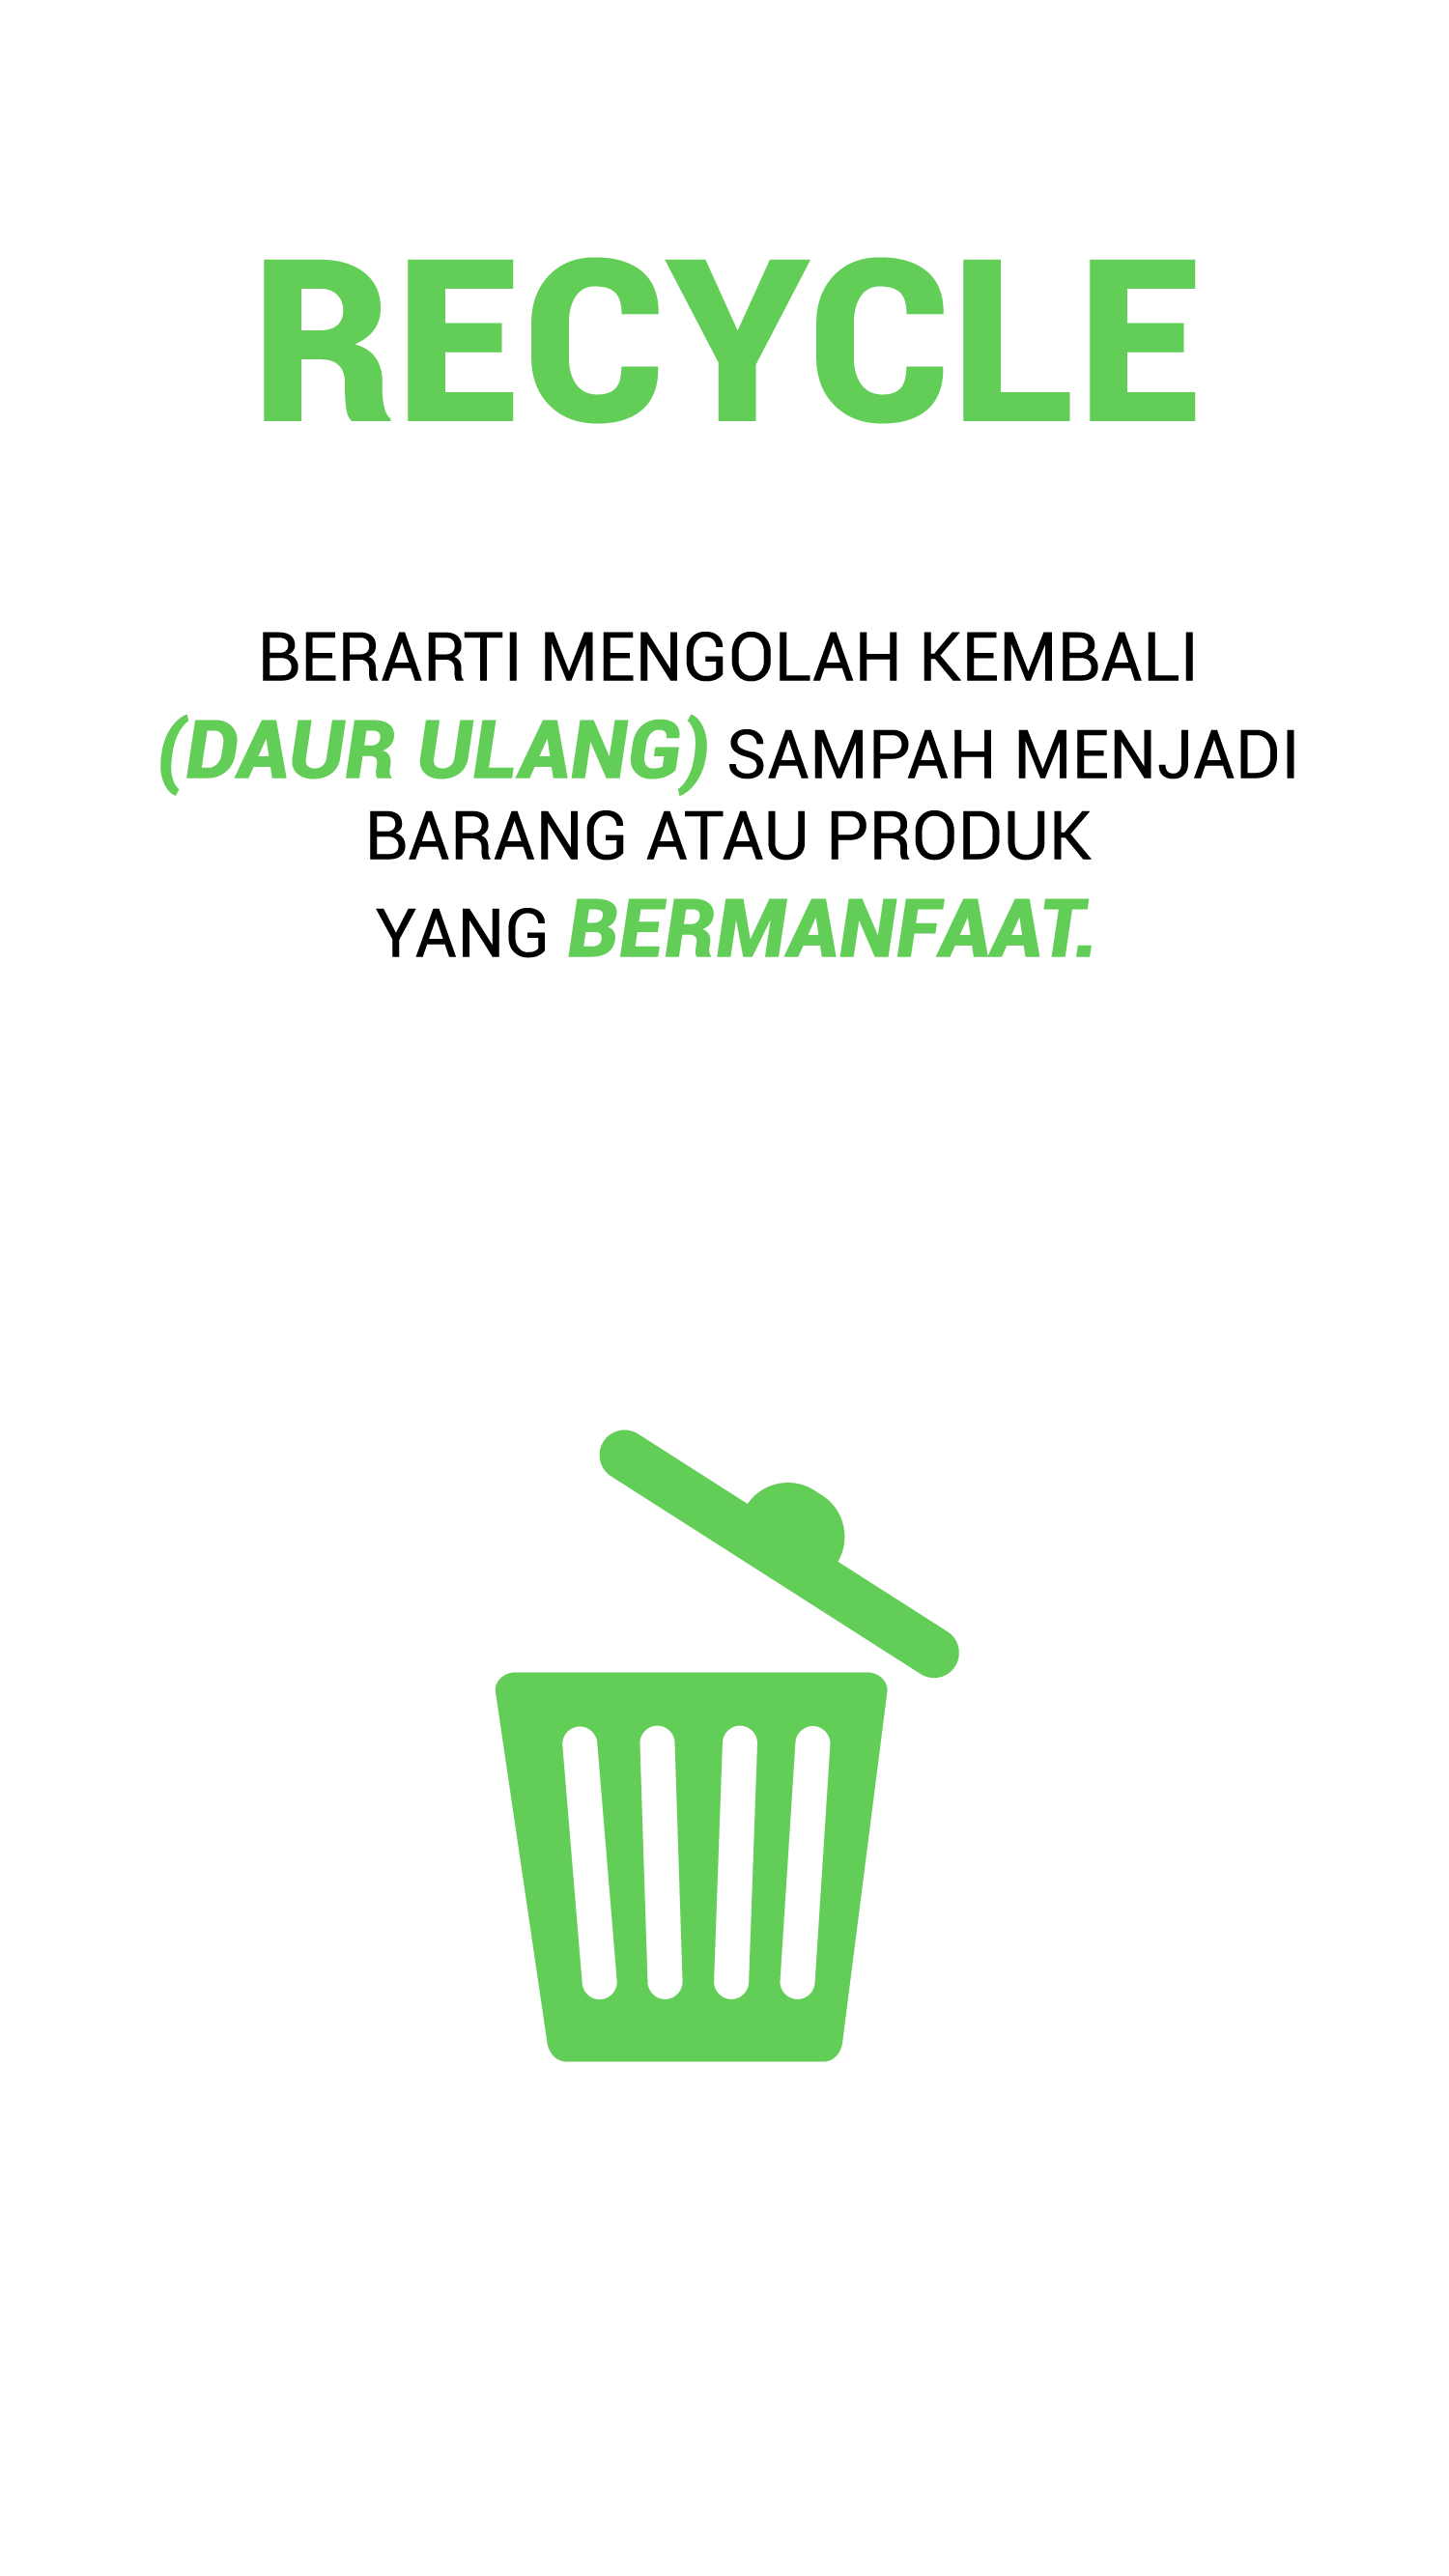 RECYCLE
BERARTI MENGOLAH KEMBALI
(DAUR ULANG) SAMPAH MENJADI
BARANG ATAU PRODUK
YANG BERMANFAAT.